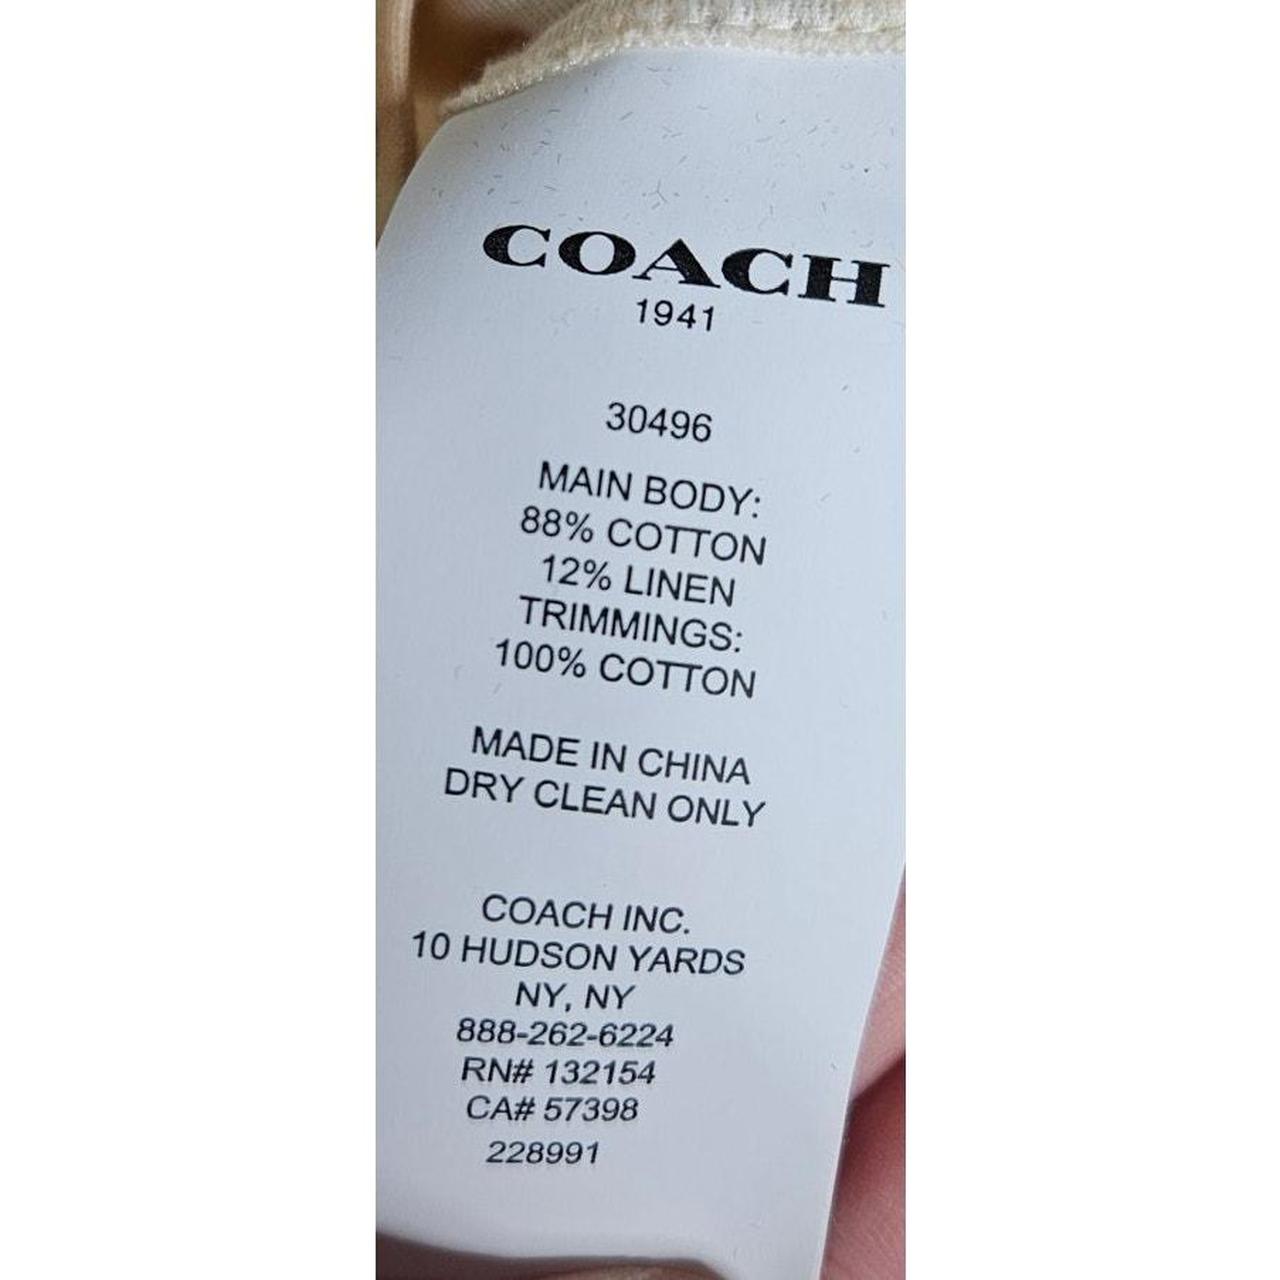 COACH
1941
30496
MAIN BODY:
88% COTTON
12% LINEN
TRIMMINGS:
100% COTTON
MADE IN CHINA
DRY CLEAN ONLY
COACH INC.
10 HUDSON YARDS
NY, NY
888-262-6224
RN# 132154
CA# 57398
228991